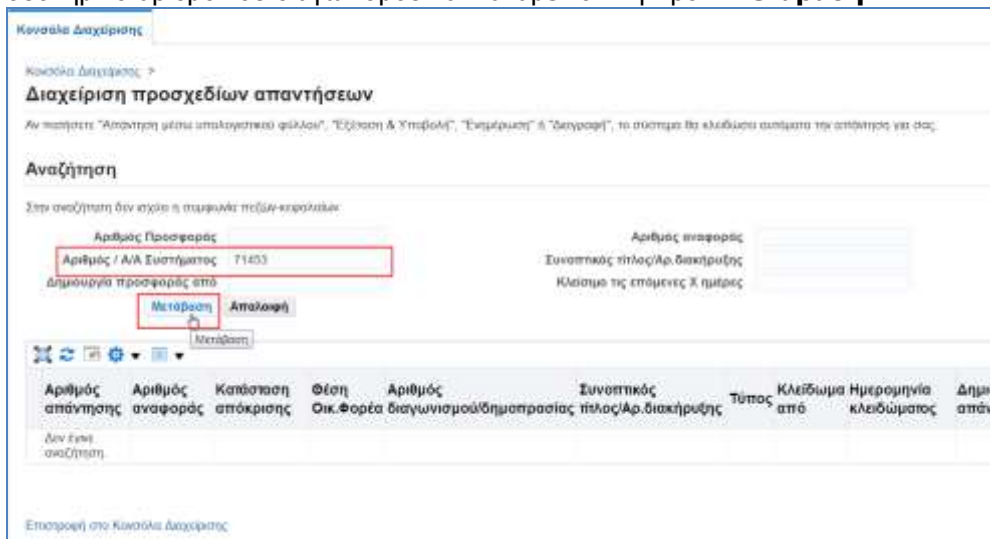 Κονσόλα Διαχείρισης
Κονσόλα Διαχείρισης >
Διαχείριση προσχεδίων απαντήσεων
Αν πατήσετε "Απάντηση μέσω υπολογιστικού φύλλου", "Εξέταση & Υποβολή", "Ενημέρωση" ή "Διαγραφή", το σύστημα θα κλειδώσει αυτόματα την απάντηση για σας.
Αναζήτηση
Στην αναζήτηση δεν ισχύει η συμφωνία πεζών-κεφαλαίων
Αριθμός Προσφοράς
Αριθμός αναφοράς
Αριθμός / Α/Α Συστήματος 71453
Συνοπτικός τίτλος/Αρ.διακήρυξης
Δημιουργία προσφοράς από
Κλείσιμο τις επόμενες Χ ημέρες
Μετάβαση Απαλοιφή
Μετάβαση
Αριθμός απάντησης Αριθμός αναφοράς Κατάσταση απόκρισης Θέση Οικ.Φορέα Αριθμός διαγωνισμού/δημοπρασίας Συνοπτικός τίτλος/Αρ.διακήρυξης Τύπος Κλείδωμα από Ημερομηνία κλειδώματος
Δεν έγινε αναζήτηση.
Επιστροφή στο Κονσόλα Διαχείρισης